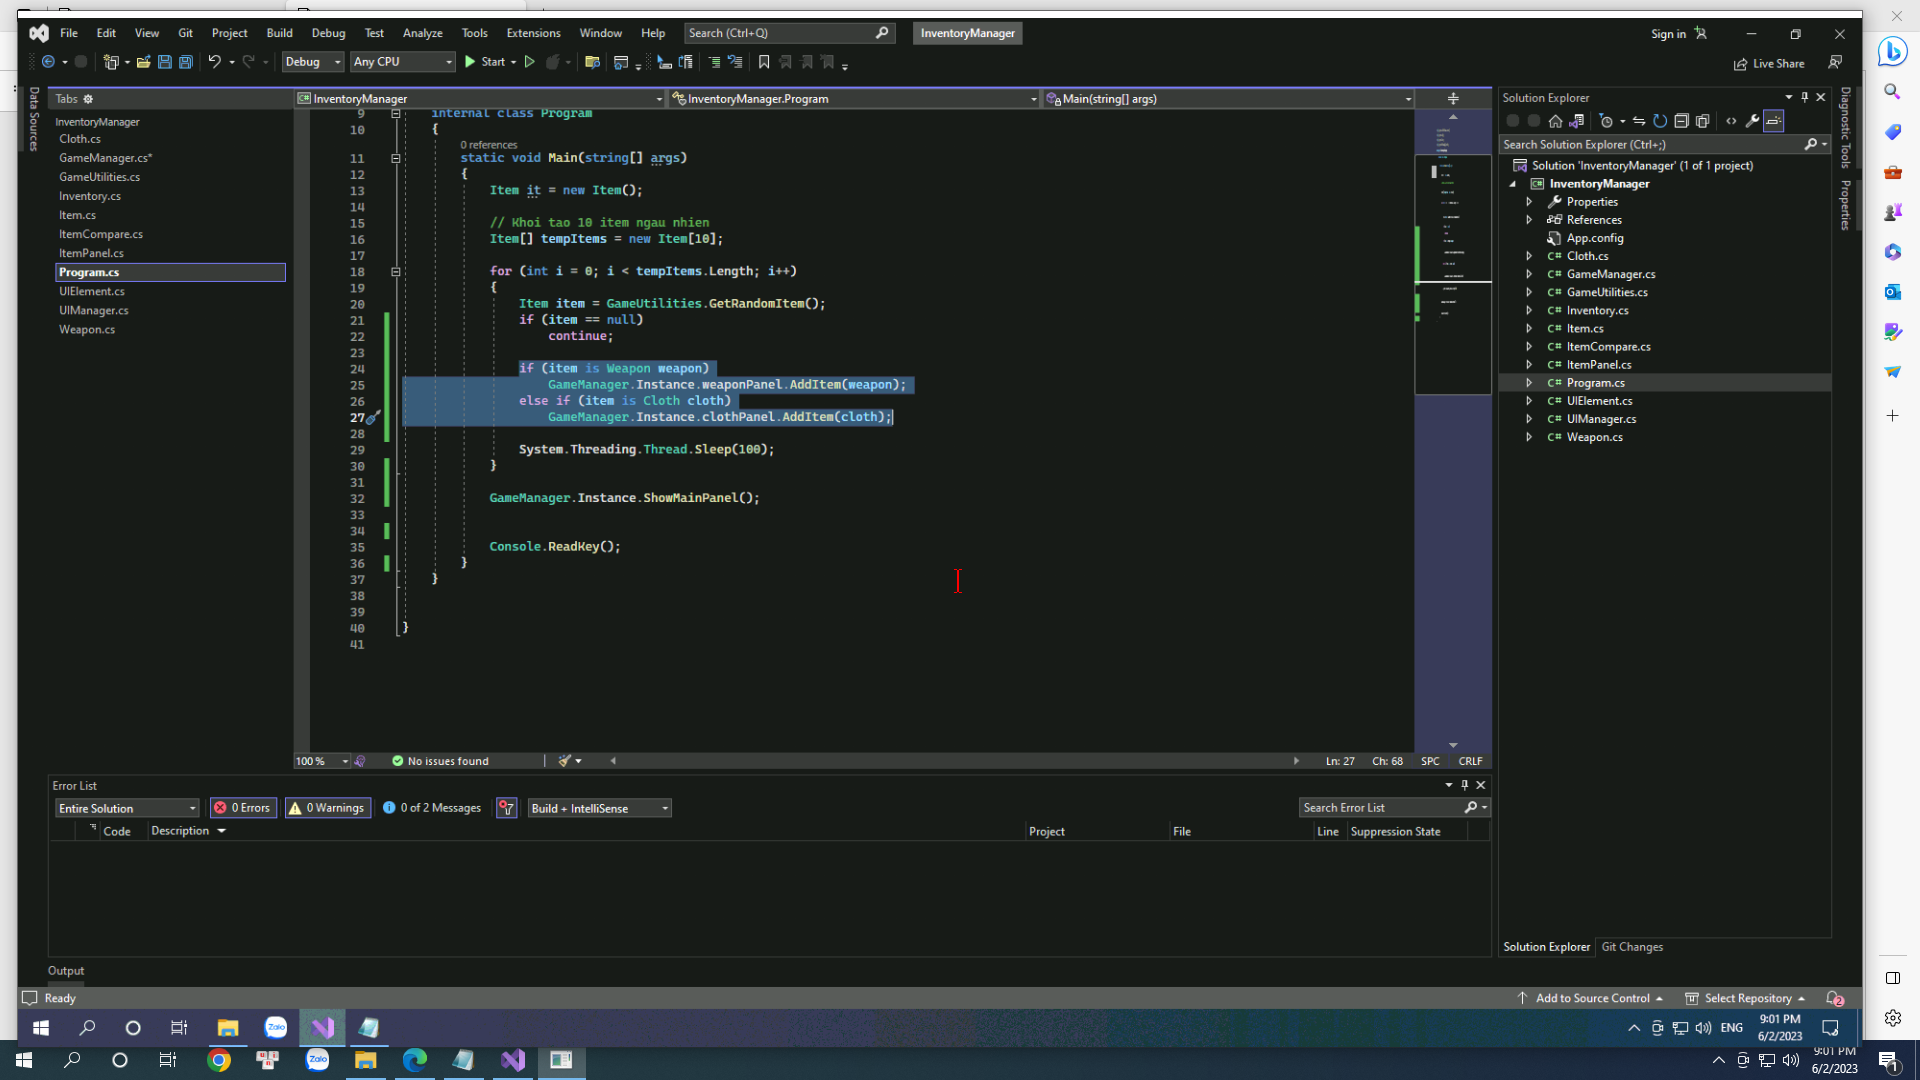 File Edit View Git Project Build Debug Test Analyze Tools Extensions Window Help Search (Ctrl+Q) InventoryManager Sign in
Debug Any CPU Start Live Share
Data Sources
Tabs
InventoryManager
Cloth.cs
GameManager.cs*
GameUtilities.cs
Inventory.cs
Item.cs
ItemCompare.cs
ItemPanel.cs
Program.cs
UIElement.cs
UIManager.cs
Weapon.cs
InventoryManager InventoryManager.Program Main(string[] args)
9 internal class Program
10 {
0 references
11 static void Main(string[] args)
12 {
13 Item it = new Item();
14
15 // Khoi tao 10 item ngau nhien
16 Item[] tempItems = new Item[10];
17
18 for (int i = 0; i < tempItems.Length; i++)
19 {
20 Item item = GameUtilities.GetRandomItem();
21 if (item == null)
22 continue;
23
24 if (item is Weapon weapon)
25 GameManager.Instance.weaponPanel.AddItem(weapon);
26 else if (item is Cloth cloth)
27 GameManager.Instance.clothPanel.AddItem(cloth);
28
29 System.Threading.Thread.Sleep(100);
30 }
31
32 GameManager.Instance.ShowMainPanel();
33
34
35 Console.ReadKey();
36 }
37 }
38
39
40 }
41
100 % No issues found Ln: 27 Ch: 68 SPC CRLF
Solution Explorer
Search Solution Explorer (Ctrl+;)
Solution 'InventoryManager' (1 of 1 project)
InventoryManager
Properties
References
App.config
C# Cloth.cs
C# GameManager.cs
C# GameUtilities.cs
C# Inventory.cs
C# Item.cs
C# ItemCompare.cs
C# ItemPanel.cs
C# Program.cs
C# UIElement.cs
C# UIManager.cs
C# Weapon.cs
Solution Explorer Git Changes
Diagnostic Tools
Properties
Error List
Entire Solution 0 Errors 0 Warnings 0 of 2 Messages Build + IntelliSense Search Error List
Code Description Project File Line Suppression State
Output
Ready Add to Source Control Select Repository 2
Zalo ENG 9:01 PM
6/2/2023
Zalo 9:01 PM
6/2/2023 1